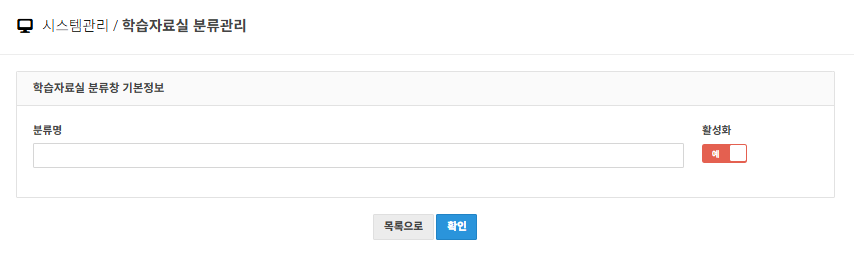 시스템관리 / 학습자료실 분류관리
학습자료실 분류창 기본정보
분류명
활성화
예
목록으로 확인